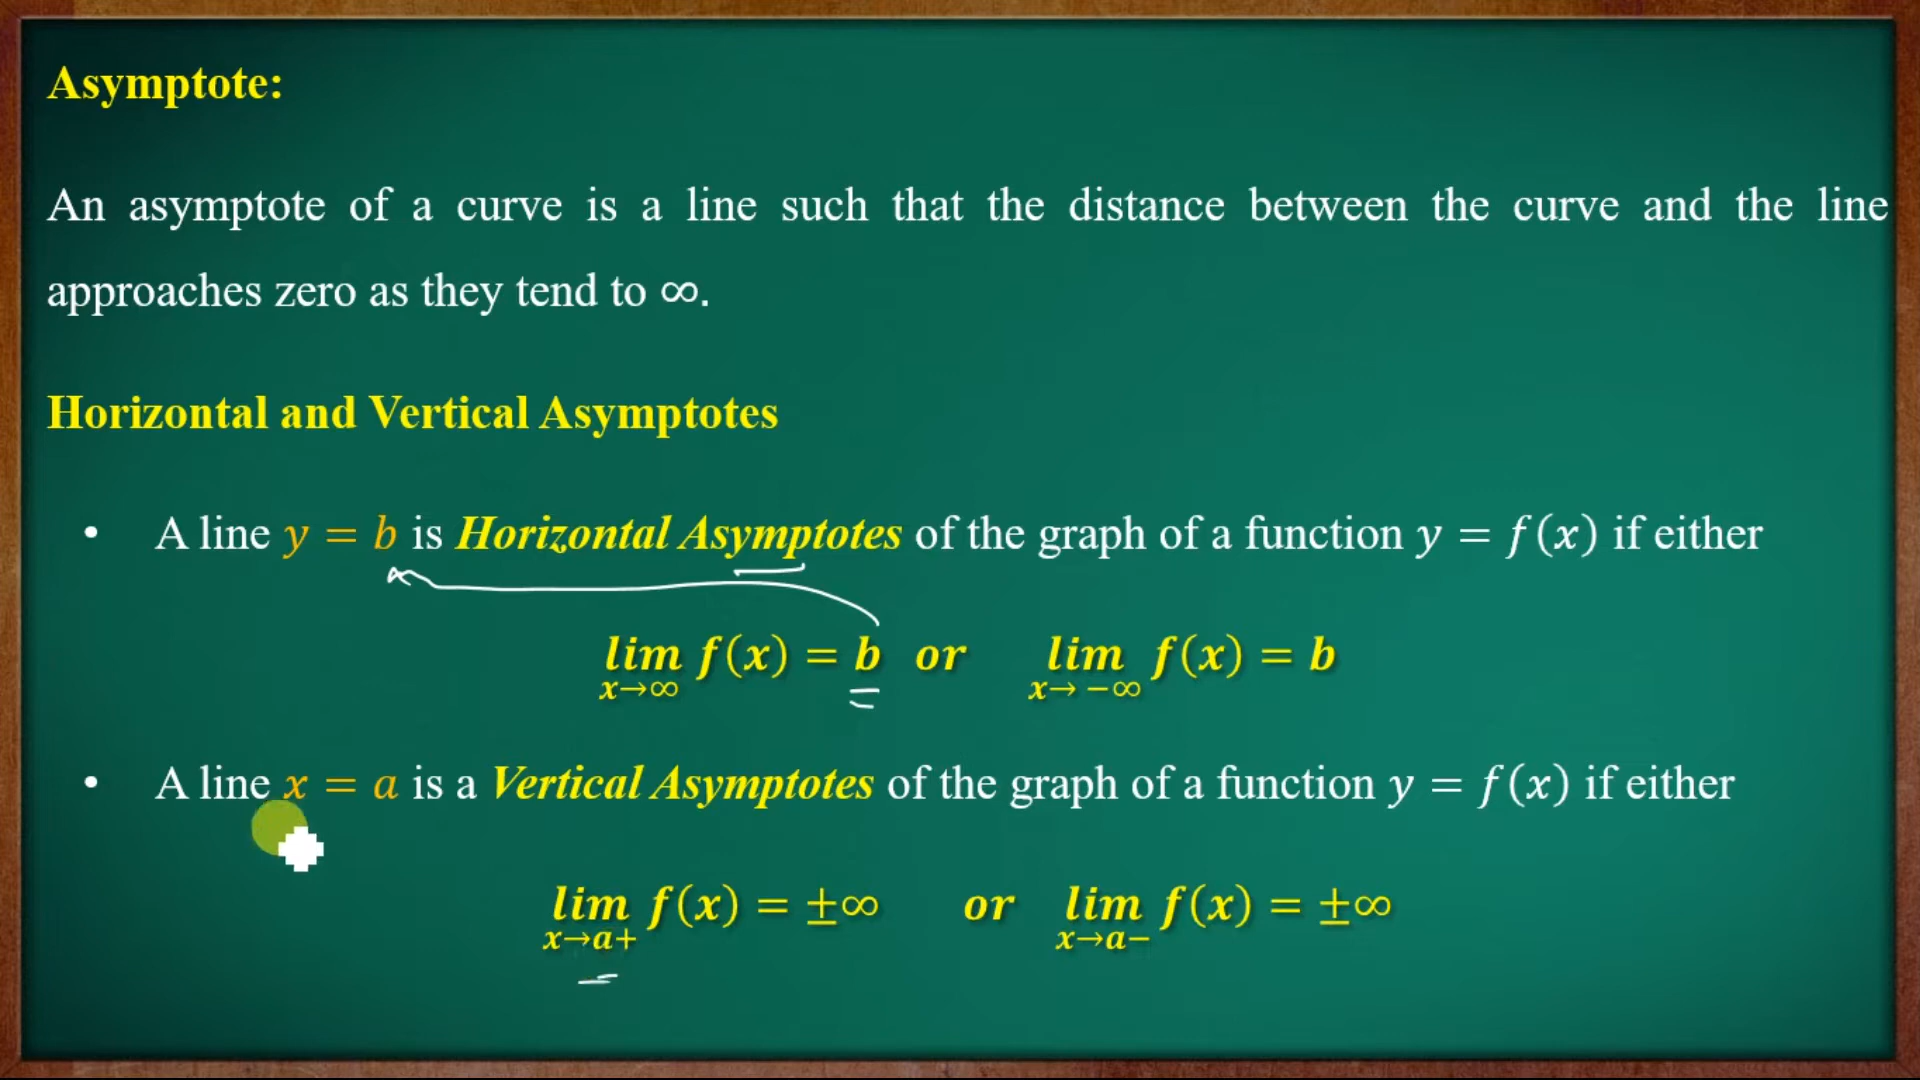 Asymptote:
An asymptote of a curve is a line such that the distance between the curve and the line
approaches zero as they tend to ∞.
Horizontal and Vertical Asymptotes
• A line y = b is Horizontal Asymptotes of the graph of a function y = f(x) if either
lim x→∞ f(x) = b or lim x→ −∞ f(x) = b
• A line x = a is a Vertical Asymptotes of the graph of a function y = f(x) if either
lim x→a+ f(x) = ±∞ or lim x→a− f(x) = ±∞